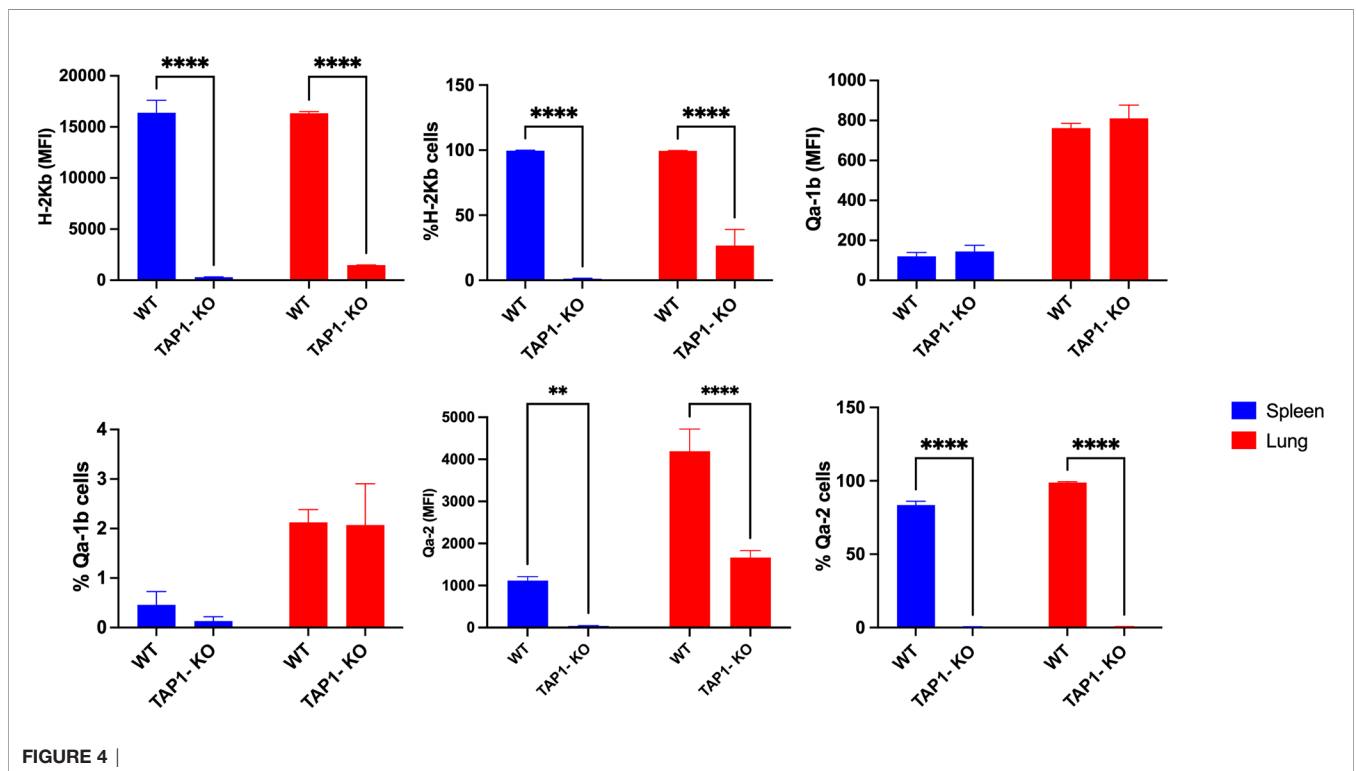 ****
****
20000
15000
10000
5000
0
H-2Kb (MFI)
WT
TAP1- KO
WT
TAP1- KO
****
****
150
100
50
0
%H-2Kb cells
WT
TAP1- KO
WT
TAP1- KO
1000
800
600
400
200
0
Qa-1b (MFI)
WT
TAP1- KO
WT
TAP1- KO
4
3
2
1
0
% Qa-1b cells
WT
TAP1- KO
WT
TAP1- KO
**
****
5000
4000
3000
2000
1000
0
Qa-2 (MFI)
WT
TAP1- KO
WT
TAP1- KO
****
****
150
100
50
0
% Qa-2 cells
WT
TAP1- KO
WT
TAP1- KO
Spleen
Lung
FIGURE 4 |